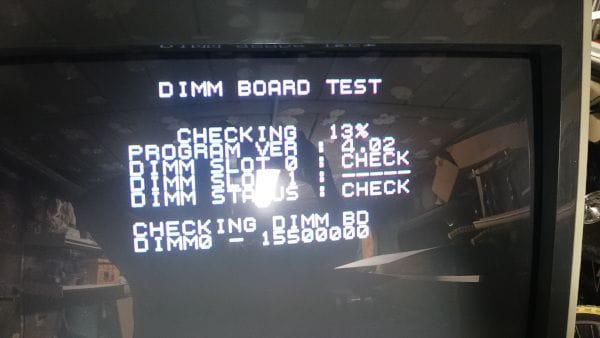 DIMM BOARD TEST
CHECKING 13%
PROGRAM VER : 4.02
DIMM SLOT 0 : CHECK
DIMM SLOT 1 : -----
DIMM STATUS : CHECK
CHECKING DIMM BD
DIMM0 - 15500000